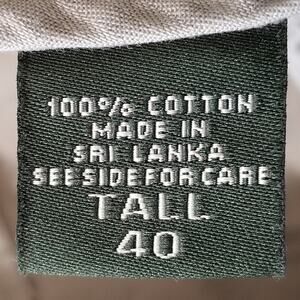 100% COTTON
MADE IN
SRI LANKA
SEE SIDE FOR CARE
TALL
40